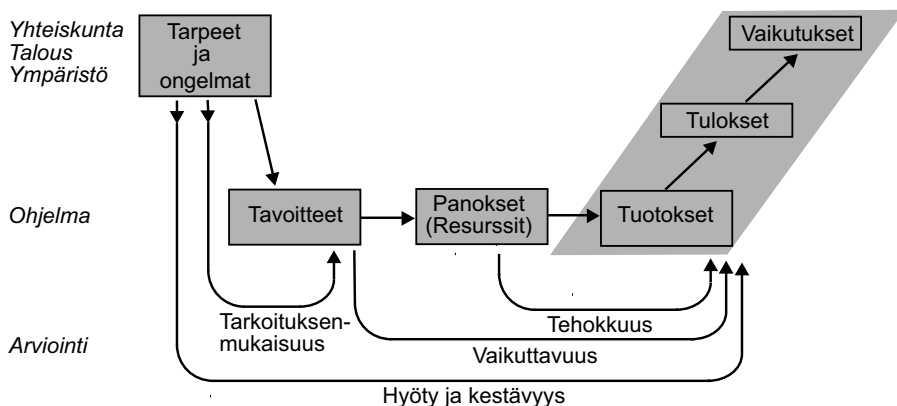 Yhteiskunta
Talous
Ympäristö
Tarpeet
ja
ongelmat
Vaikutukset
Tulokset
Ohjelma
Tavoitteet
Panokset
(Resurssit)
Tuotokset
Tarkoituksen-
mukaisuus
Tehokkuus
Arviointi
Vaikuttavuus
Hyöty ja kestävyys